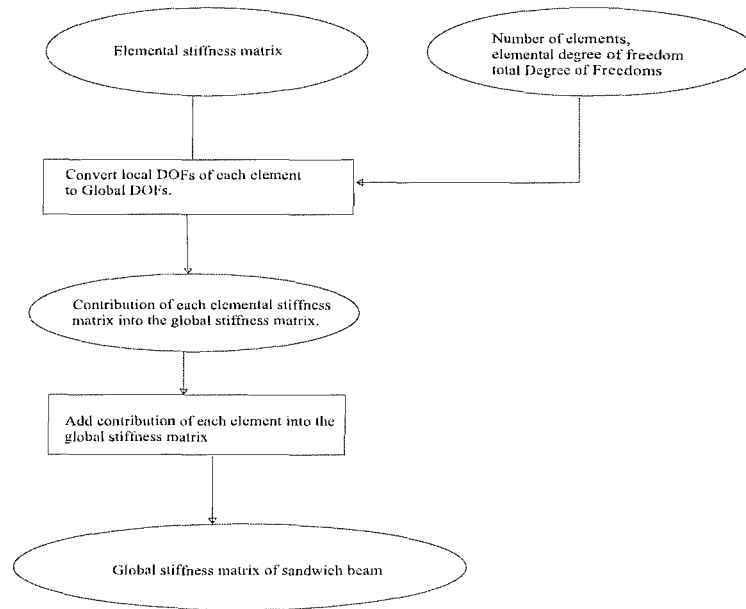 Elemental stiffness matrix
Number of elements,
elemental degree of freedom
total Degree of Freedoms
Convert local DOFs of each element
to Global DOFs.
Contribution of each elemental stiffness
matrix into the global stiffness matrix.
Add contribution of each element into the
global stiffness matrix
Global stiffness matrix of sandwich beam